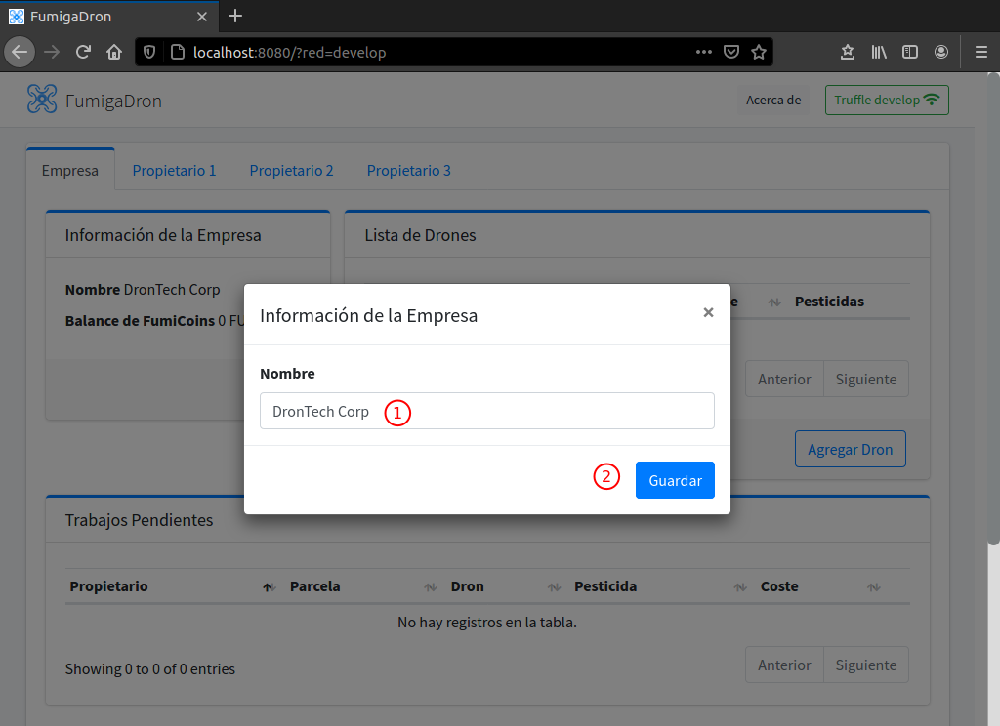 FumigaDron
localhost:8080/?red=develop
FumigaDron
Acerca de
Truffle develop
Empresa
Propietario 1
Propietario 2
Propietario 3
Información de la Empresa
Lista de Drones
Nombre DronTech Corp
Balance de FumiCoins 0 FU
e
Pesticidas
Anterior
Siguiente
Agregar Dron
Información de la Empresa
×
Nombre
DronTech Corp
1
2
Guardar
Trabajos Pendientes
Propietario Parcela Dron Pesticida Coste
No hay registros en la tabla.
Showing 0 to 0 of 0 entries
Anterior
Siguiente